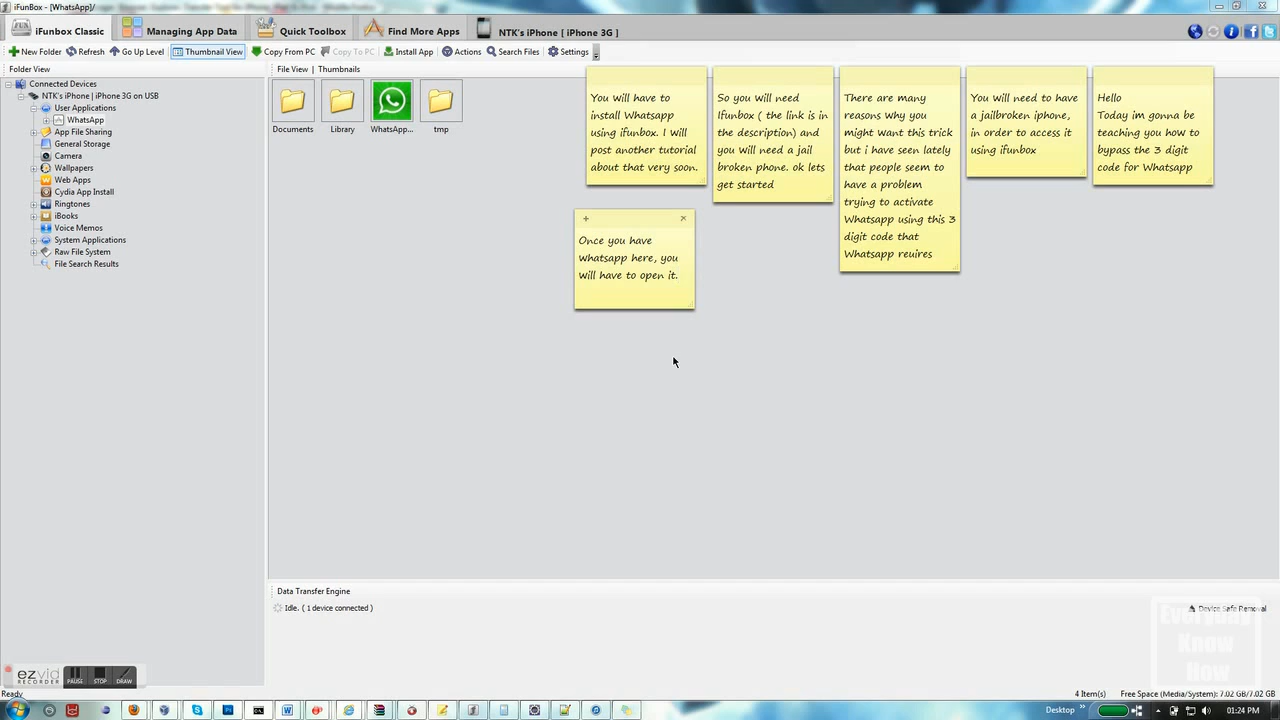 iFunBox - [WhatsApp]/
iFunbox Classic
Managing App Data
Quick Toolbox
Find More Apps
NTK's iPhone [ iPhone 3G ]
New Folder
Refresh
Go Up Level
Thumbnail View
Copy From PC
Copy To PC
Install App
Actions
Search Files
Settings
Folder View
File View | Thumbnails
Connected Devices
NTK's iPhone | iPhone 3G on USB
User Applications
WhatsApp
App File Sharing
General Storage
Camera
Wallpapers
Web Apps
Cydia App Install
Ringtones
iBooks
Voice Memos
System Applications
Raw File System
File Search Results
Documents
Library
WhatsApp...
tmp
You will have to
install Whatsapp
using ifunbox. I will
post another tutorial
about that very soon.
So you will need
Ifunbox ( the link is in
the description) and
you will need a jail
broken phone. ok lets
get started
There are many
reasons why you
might want this trick
but i have seen lately
that people seem to
have a problem
trying to activate
Whatsapp using this 3
digit code that
Whatsapp reuires
You will need to have
a jailbroken iphone,
in order to access it
using ifunbox
Hello
Today im gonna be
teaching you how to
bypass the 3 digit
code for Whatsapp
Once you have
whatsapp here, you
will have to open it.
Data Transfer Engine
Idle. ( 1 device connected )
Device Safe Removal
Everyday
Know
How
ezvid
RECORDER
PAUSE
STOP
DRAW
Ready
4 Item(s)
Free Space (Media/System): 7.02 GB/7.02 GB
Desktop
01:24 PM